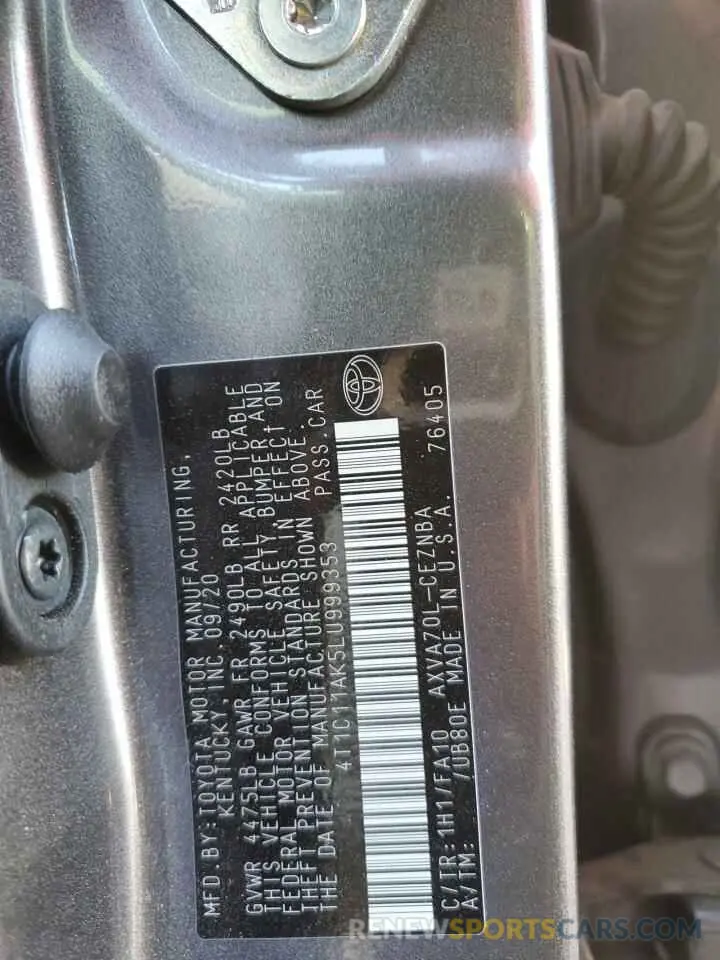 MFD. BY:TOYOTA MOTOR MANUFACTURING,
KENTUCKY, INC. 09/20
GVWR 4475LB GAWR FR 2490LB RR 2420LB
THIS VEHICLE CONFORMS TO ALL APPLICABLE
FEDERAL MOTOR VEHICLE SAFETY, BUMPER AND
THEFT PREVENTION STANDARDS IN EFFECT ON
THE DATE OF MANUFACTURE SHOWN ABOVE.
4T1C11AK5LU999353 PASS.CAR
C/TR:1H1/FA10 AXVA70L-CEZNBA
A/TM: /UB80E MADE IN U.S.A. 76405
RENEWSPORTSCARS.COM